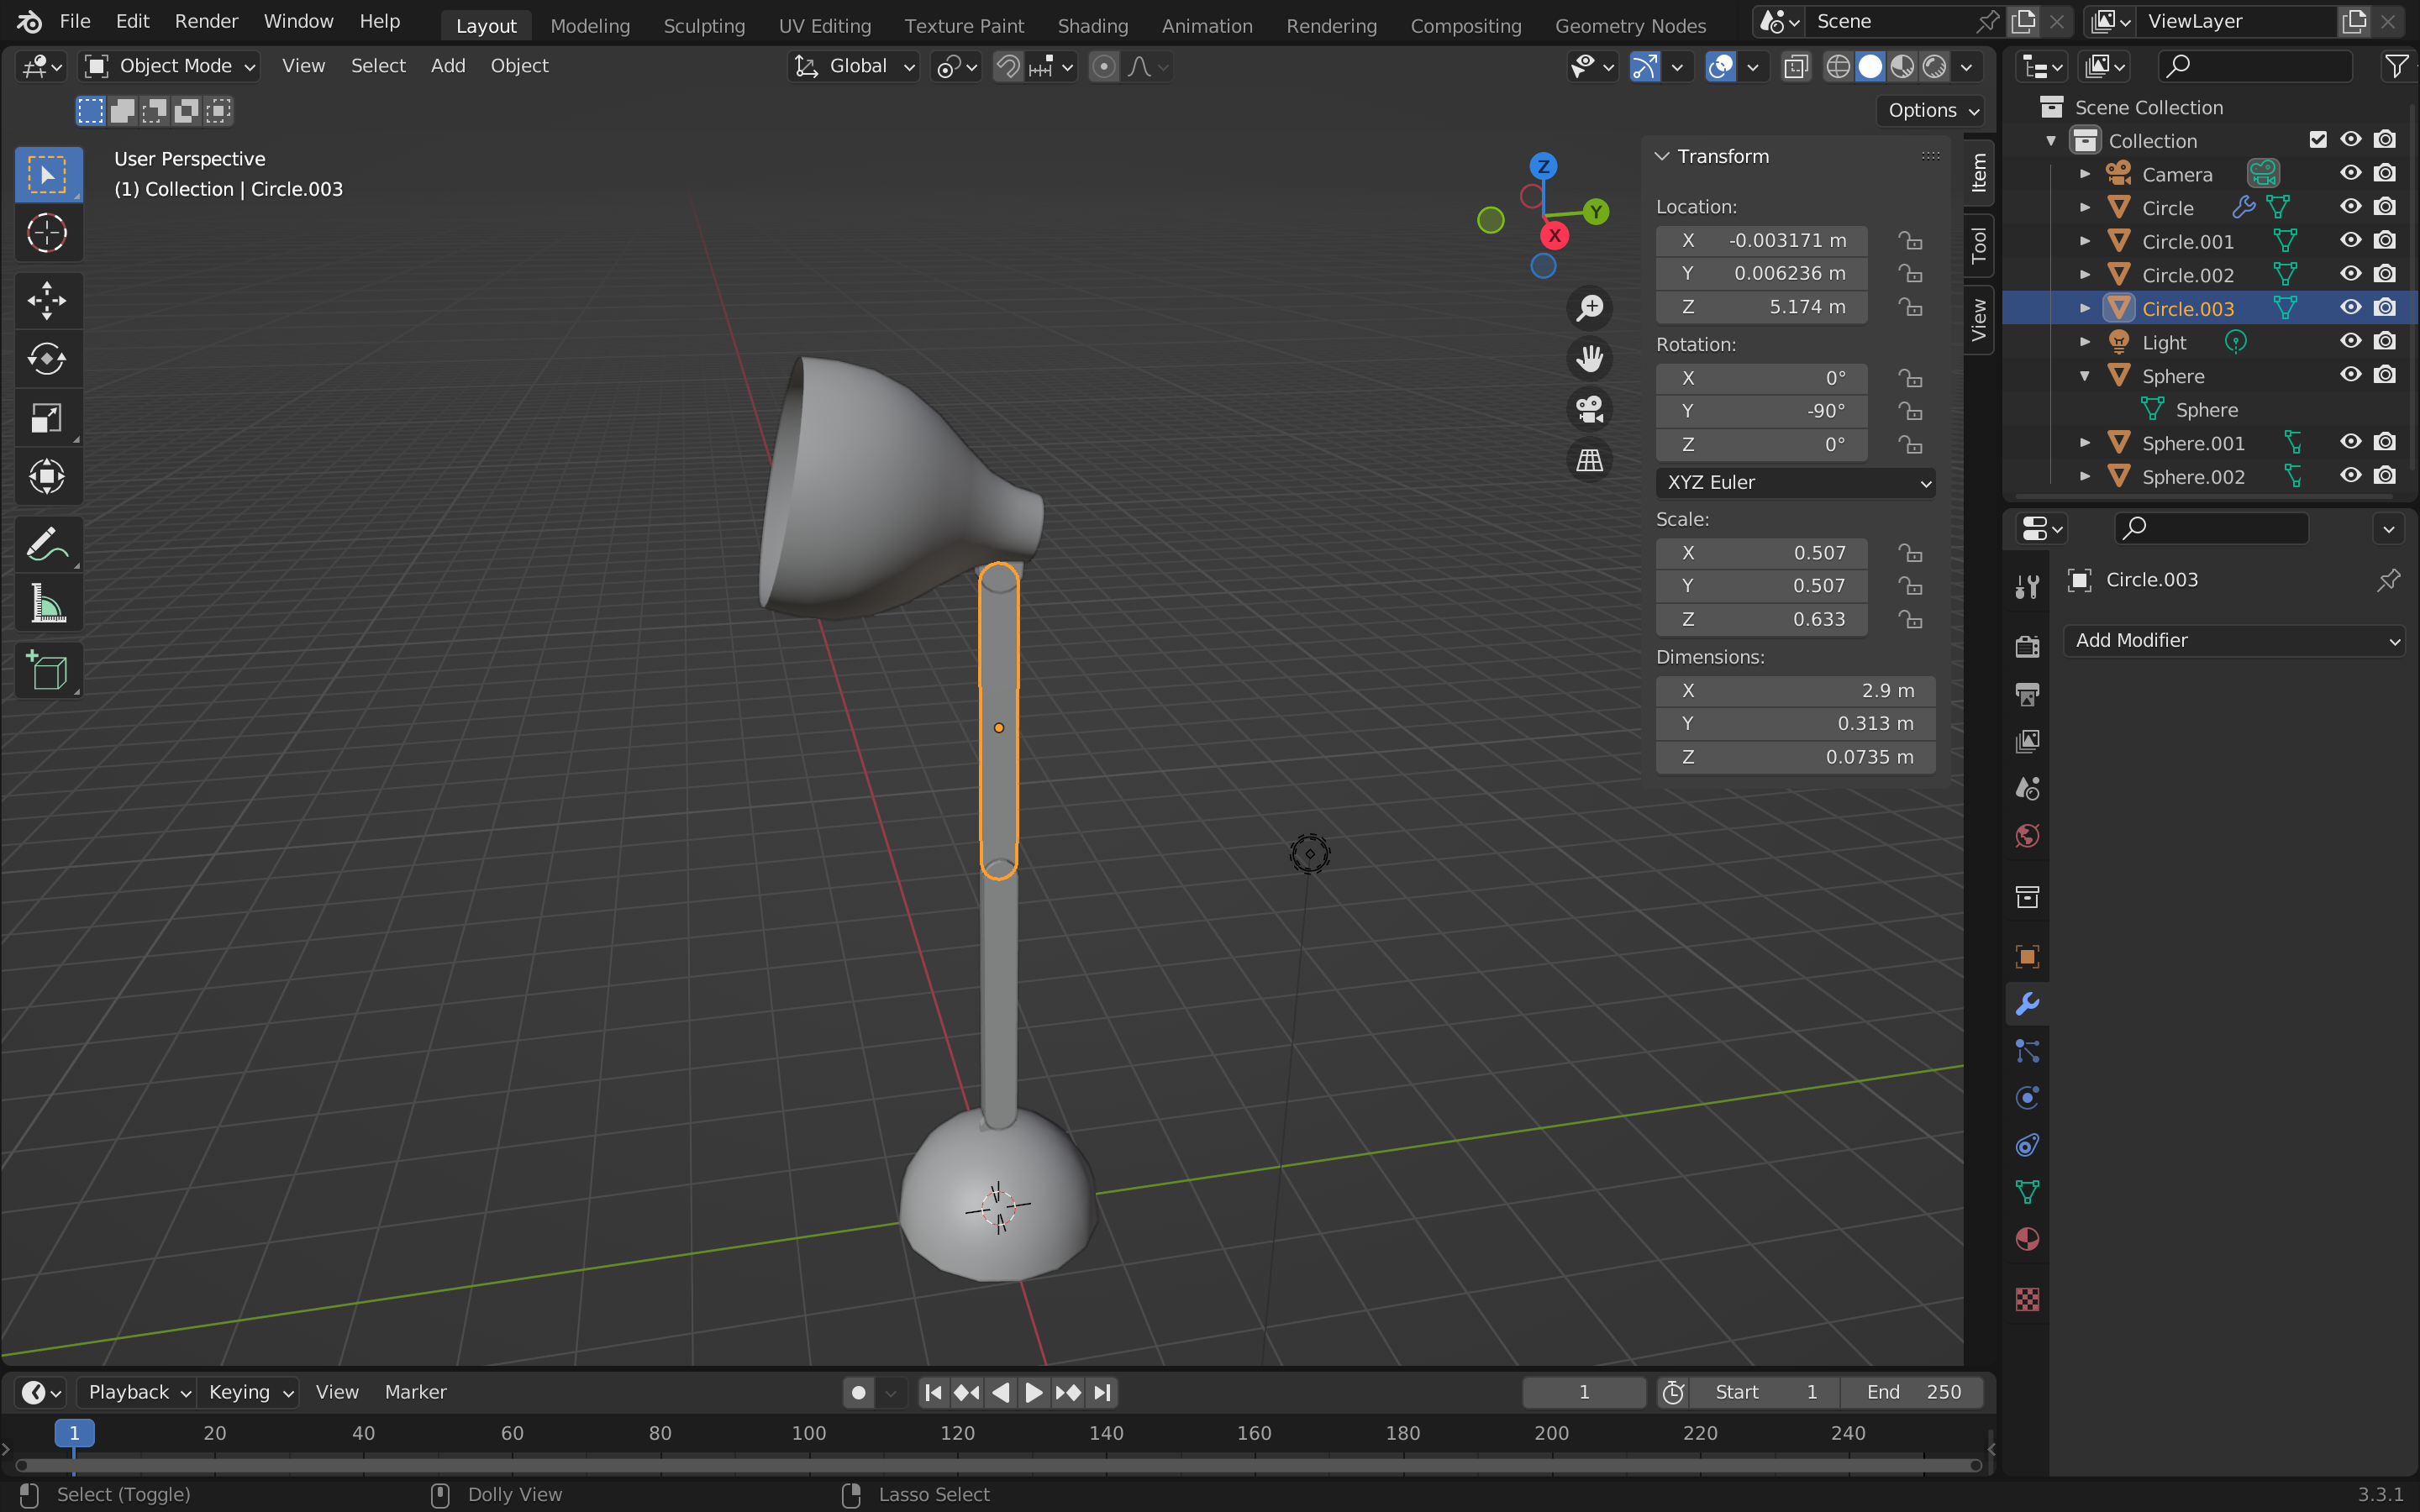 File Edit Render Window Help Layout Modeling Sculpting UV Editing Texture Paint Shading Animation Rendering Compositing Geometry Nodes Scene ViewLayer
Object Mode View Select Add Object Global
Options
User Perspective
(1) Collection | Circle.003
Z
Y
X
Transform
Location:
X -0.003171 m
Y 0.006236 m
Z 5.174 m
Rotation:
X 0°
Y -90°
Z 0°
XYZ Euler
Scale:
X 0.507
Y 0.507
Z 0.633
Dimensions:
X 2.9 m
Y 0.313 m
Z 0.0735 m
Item
Tool
View
Scene Collection
Collection
Camera
Circle
Circle.001
Circle.002
Circle.003
Light
Sphere
Sphere
Sphere.001
Sphere.002
Circle.003
Add Modifier
Playback Keying View Marker 1 Start 1 End 250
1 20 40 60 80 100 120 140 160 180 200 220 240
Select (Toggle) Dolly View Lasso Select 3.3.1